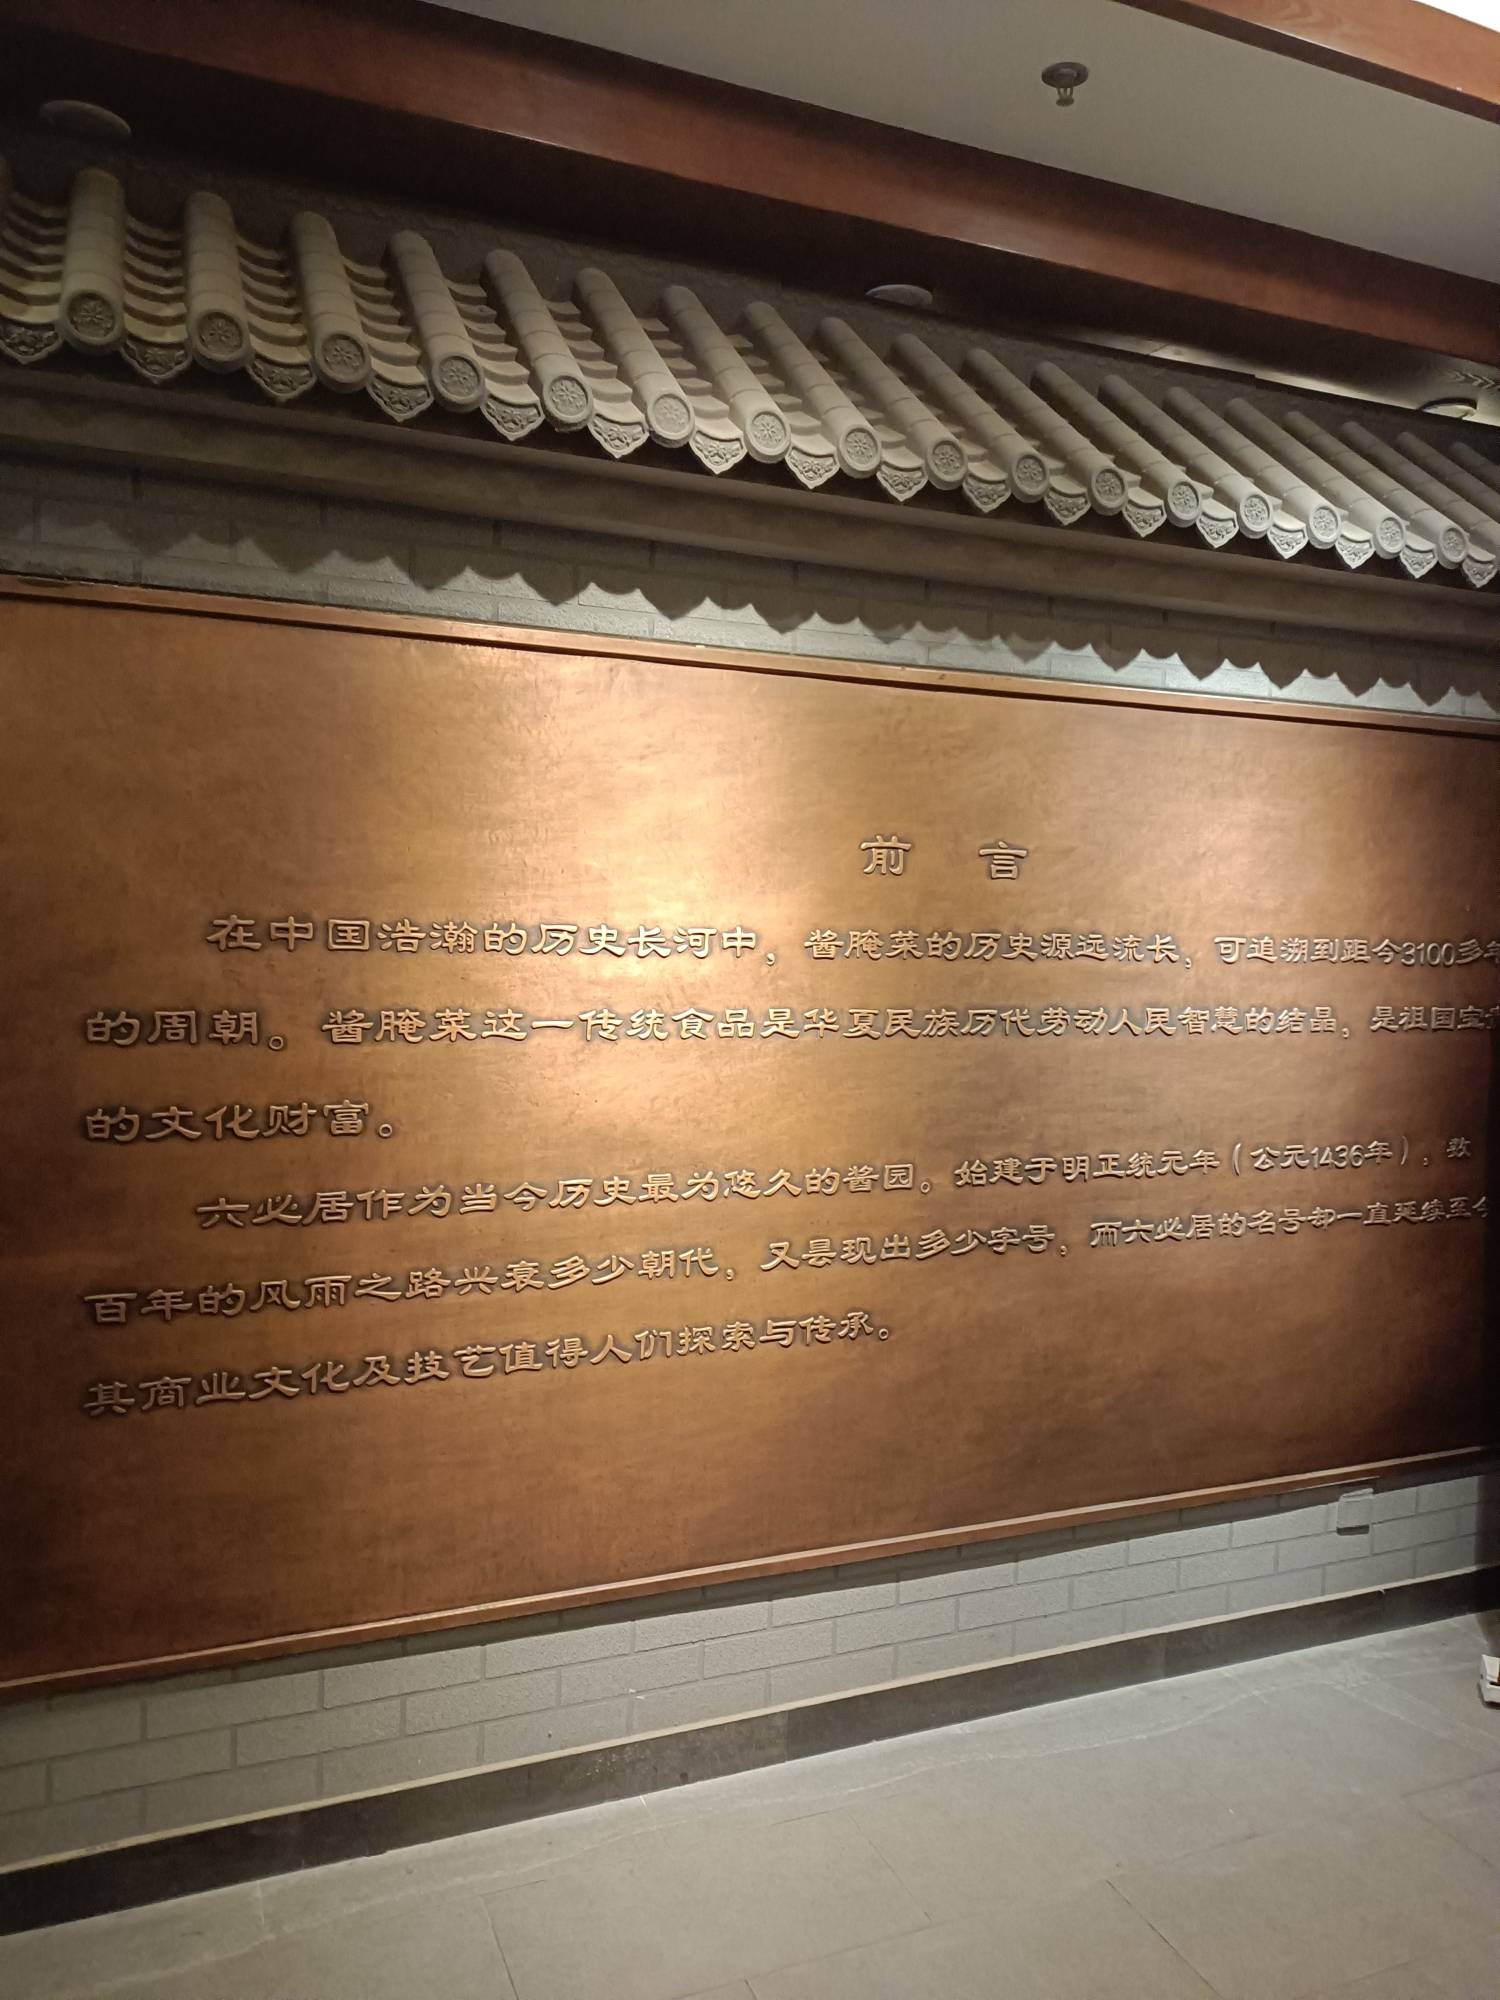 前 言
在中国浩瀚的历史长河中，酱腌菜的历史源远流长，可追溯到距今3100多年
的周朝。酱腌菜这一传统食品是华夏民族历代劳动人民智慧的结晶，是祖国宝贵
的文化财富。
六必居作为当今历史最为悠久的酱园。始建于明正统元年（公元1436年），数
百年的风雨之路兴衰多少朝代，又昙现出多少字号，而六必居的名号却一直延续至今
其商业文化及技艺值得人们探索与传承。